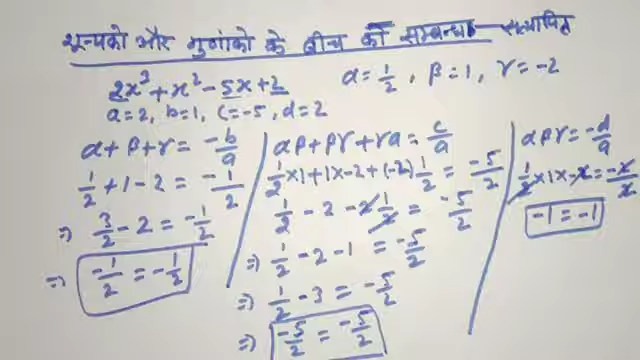 शून्यको और गुणांको के बीच की सम्बन्ध स्थापित
2x³ + x² - 5x + 2
α = 1/2 , β = 1 , γ = -2
a = 2, b = 1, c = -5, d = 2
α + β + γ = -b/a
1/2 + 1 - 2 = -1/2
⇒ 3/2 - 2 = -1/2
⇒ -1/2 = -1/2
αβ + βγ + γα = c/a
1/2 × 1 + 1 × -2 + (-2) 1/2 = -5/2
1/2 - 2 - 2 1/2 = -5/2
⇒ 1/2 - 2 - 1 = -5/2
⇒ 1/2 - 3 = -5/2
⇒ -5/2 = -5/2
αβγ = -d/a
1/2 × 1 × -2 = -2/2
-1 = -1